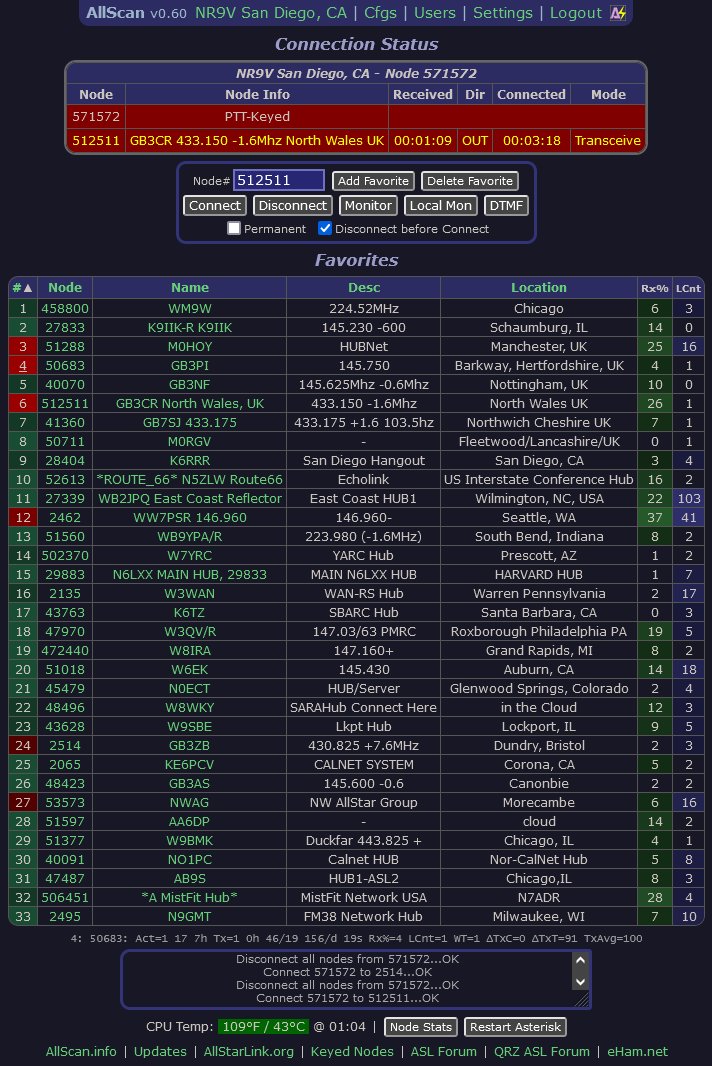 AllScan v0.60 NR9V San Diego, CA | Cfgs | Users | Settings | Logout
Connection Status
NR9V San Diego, CA - Node 571572
Node Node Info Received Dir Connected Mode
571572 PTT-Keyed
512511 GB3CR 433.150 -1.6Mhz North Wales UK 00:01:09 OUT 00:03:18 Transceive
Node# 512511 Add Favorite Delete Favorite
Connect Disconnect Monitor Local Mon DTMF
Permanent Disconnect before Connect
Favorites
#▲ Node Name Desc Location Rx% LCnt
1 458800 WM9W 224.52MHz Chicago 6 3
2 27833 K9IIK-R K9IIK 145.230 -600 Schaumburg, IL 14 0
3 51288 M0HOY HUBNet Manchester, UK 25 16
4 50683 GB3PI 145.750 Barkway, Hertfordshire, UK 4 1
5 40070 GB3NF 145.625Mhz -0.6Mhz Nottingham, UK 10 0
6 512511 GB3CR North Wales, UK 433.150 -1.6Mhz North Wales UK 26 1
7 41360 GB7SJ 433.175 433.175 +1.6 103.5hz Northwich Cheshire UK 7 1
8 50711 M0RGV - Fleetwood/Lancashire/UK 0 1
9 28404 K6RRR San Diego Hangout San Diego, CA 3 4
10 52613 *ROUTE_66* N5ZLW Route66 Echolink US Interstate Conference Hub 16 2
11 27339 WB2JPQ East Coast Reflector East Coast HUB1 Wilmington, NC, USA 22 103
12 2462 WW7PSR 146.960 146.960- Seattle, WA 37 41
13 51560 WB9YPA/R 223.980 (-1.6MHz) South Bend, Indiana 8 2
14 502370 W7YRC YARC Hub Prescott, AZ 1 2
15 29883 N6LXX MAIN HUB, 29833 MAIN N6LXX HUB HARVARD HUB 1 7
16 2135 W3WAN WAN-RS Hub Warren Pennsylvania 2 17
17 43763 K6TZ SBARC Hub Santa Barbara, CA 0 3
18 47970 W3QV/R 147.03/63 PMRC Roxborough Philadelphia PA 19 5
19 472440 W8IRA 147.160+ Grand Rapids, MI 8 2
20 51018 W6EK 145.430 Auburn, CA 14 18
21 45479 N0ECT HUB/Server Glenwood Springs, Colorado 2 4
22 48496 W8WKY SARAHub Connect Here in the Cloud 12 3
23 43628 W9SBE Lkpt Hub Lockport, IL 9 5
24 2514 GB3ZB 430.825 +7.6MHz Dundry, Bristol 2 3
25 2065 KE6PCV CALNET SYSTEM Corona, CA 5 2
26 48423 GB3AS 145.600 -0.6 Canonbie 2 2
27 53573 NWAG NW AllStar Group Morecambe 6 16
28 51597 AA6DP - cloud 14 2
29 51377 W9BMK Duckfar 443.825 + Chicago, IL 4 1
30 40091 NO1PC Calnet HUB Nor-CalNet Hub 5 8
31 47487 AB9S HUB1-ASL2 Chicago,IL 8 3
32 506451 *A MistFit Hub* MistFit Network USA N7ADR 28 4
33 2495 N9GMT FM38 Network Hub Milwaukee, WI 7 10
4: 50683: Act=1 17 7h Tx=1 0h 46/19 156/d 19s Rx%=4 LCnt=1 WT=1 ΔTxC=0 ΔTxT=91 TxAvg=100
Disconnect all nodes from 571572...OK
Connect 571572 to 2514...OK
Disconnect all nodes from 571572...OK
Connect 571572 to 512511...OK
CPU Temp: 109°F / 43°C @ 01:04 | Node Stats Restart Asterisk
AllScan.info | Updates | AllStarLink.org | Keyed Nodes | ASL Forum | QRZ ASL Forum | eHam.net